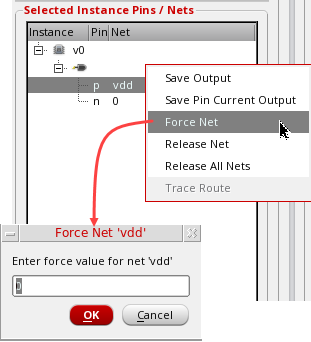 Selected Instance Pins / Nets
Instance Pin Net
v0
p vdd
n 0
Save Output
Save Pin Current Output
Force Net
Release Net
Release All Nets
Trace Route
Force Net 'vdd'
Enter force value for net 'vdd'
0
OK Cancel